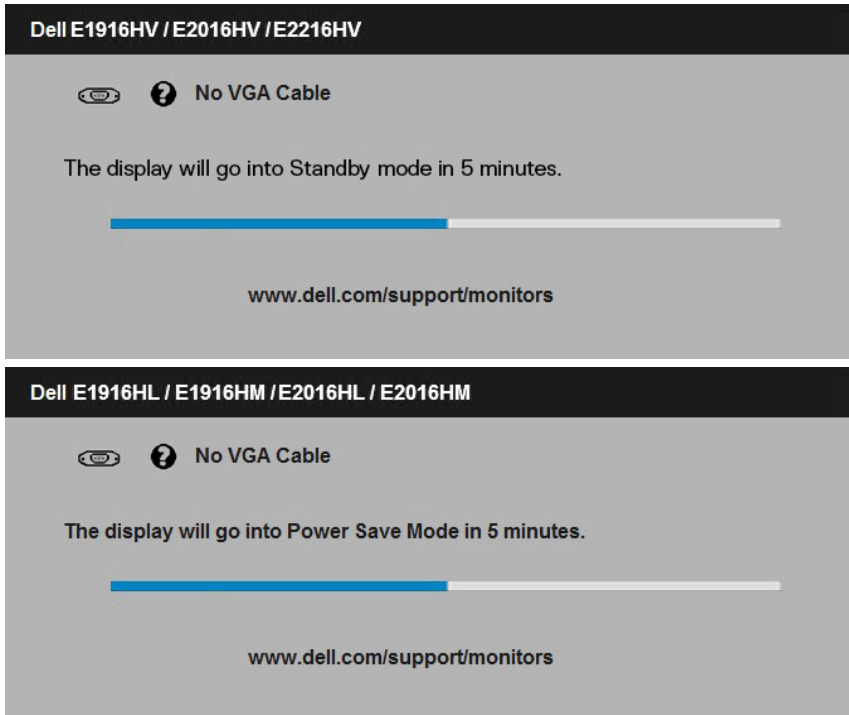 Dell E1916HV / E2016HV / E2216HV
No VGA Cable
The display will go into Standby mode in 5 minutes.
www.dell.com/support/monitors
Dell E1916HL / E1916HM / E2016HL / E2016HM
No VGA Cable
The display will go into Power Save Mode in 5 minutes.
www.dell.com/support/monitors